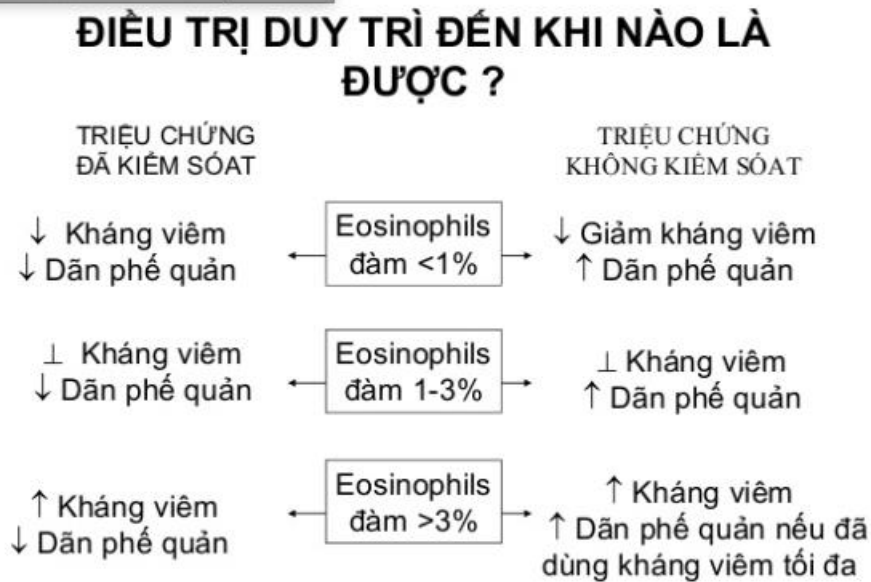 ĐIỀU TRỊ DUY TRÌ ĐẾN KHI NÀO LÀ
ĐƯỢC ?
TRIỆU CHỨNG
ĐÃ KIỂM SÓAT
TRIỆU CHỨNG
KHÔNG KIỂM SÓAT
↓ Kháng viêm
↓ Dãn phế quản
Eosinophils
đàm <1%
↓ Giảm kháng viêm
↑ Dãn phế quản
⊥ Kháng viêm
↓ Dãn phế quản
Eosinophils
đàm 1-3%
⊥ Kháng viêm
↑ Dãn phế quản
↑ Kháng viêm
↓ Dãn phế quản
Eosinophils
đàm >3%
↑ Kháng viêm
↑ Dãn phế quản nếu đã
dùng kháng viêm tối đa